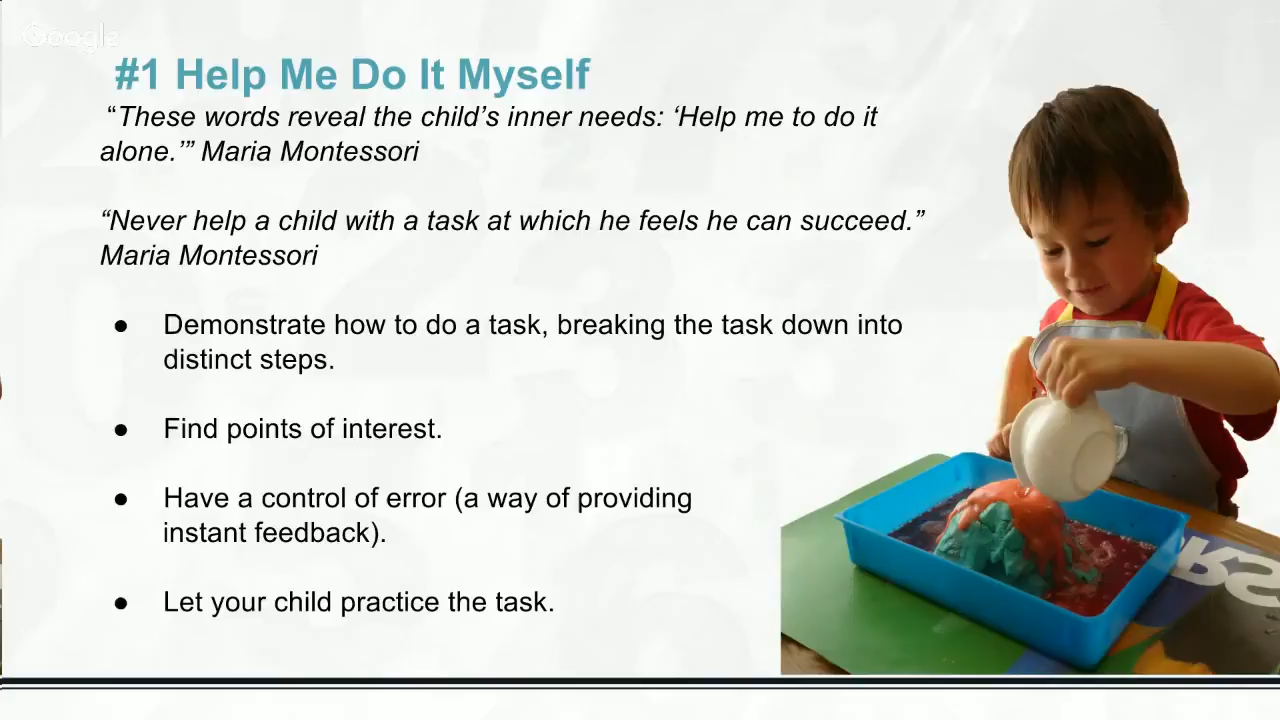 Google
#1 Help Me Do It Myself
“These words reveal the child’s inner needs: ‘Help me to do it
alone.’” Maria Montessori
“Never help a child with a task at which he feels he can succeed.”
Maria Montessori
● Demonstrate how to do a task, breaking the task down into
distinct steps.
● Find points of interest.
● Have a control of error (a way of providing
instant feedback).
● Let your child practice the task.